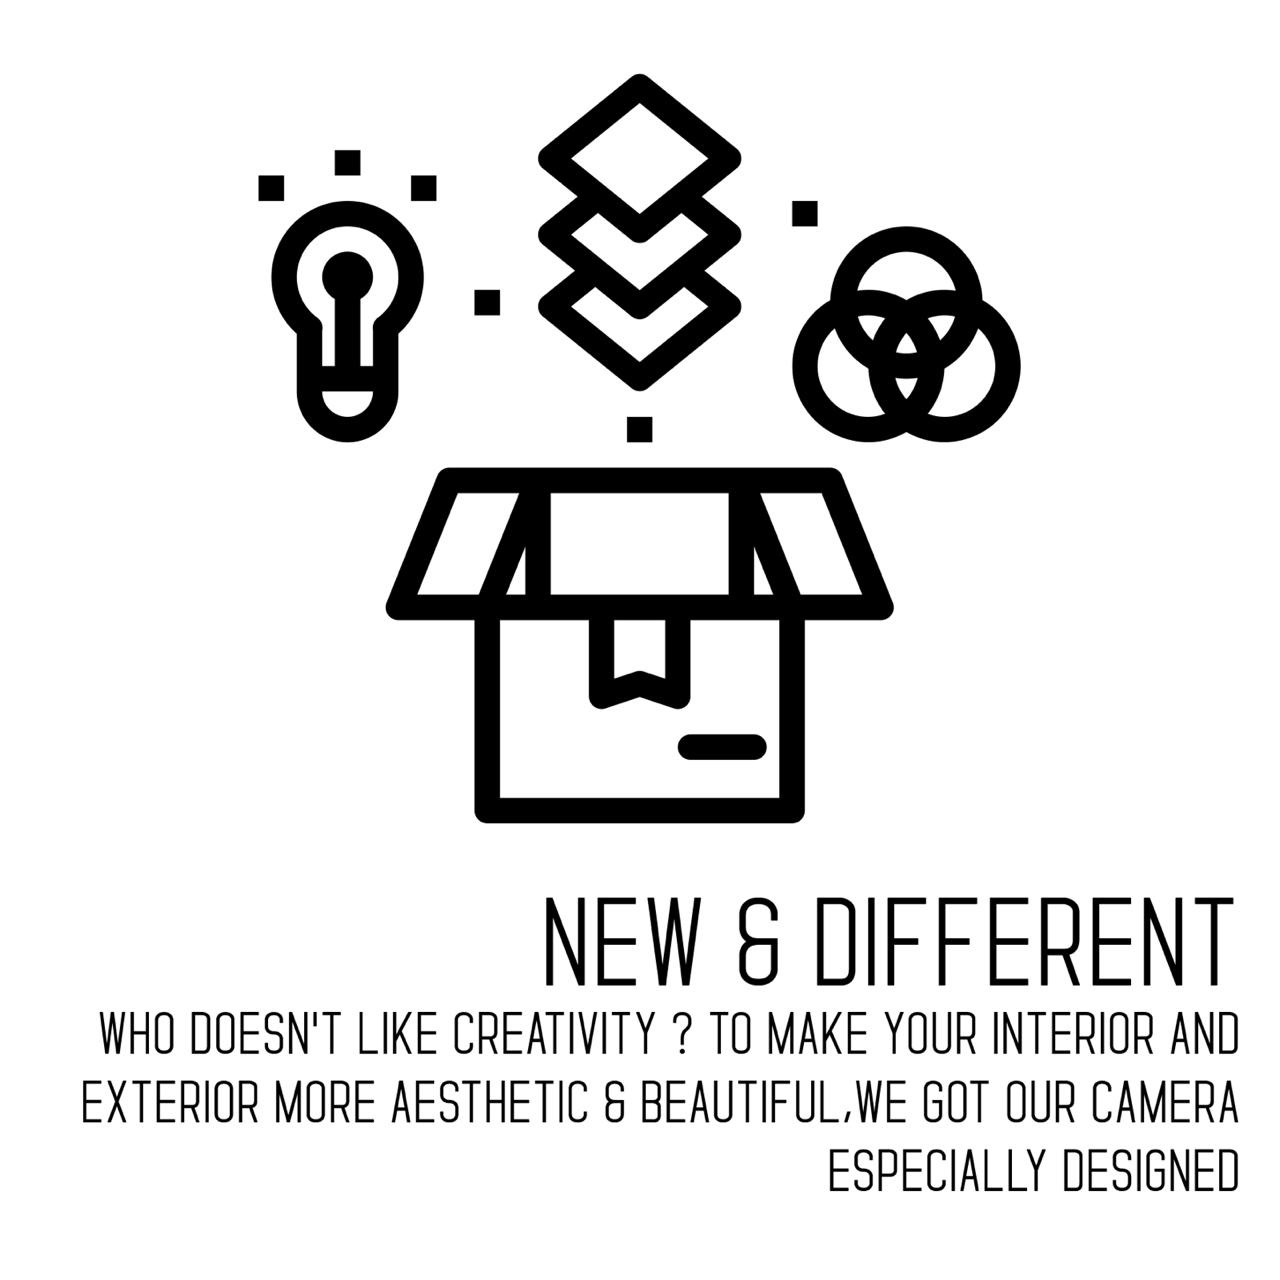 NEW & DIFFERENT
WHO DOESN'T LIKE CREATIVITY ? TO MAKE YOUR INTERIOR AND
EXTERIOR MORE AESTHETIC & BEAUTIFUL,WE GOT OUR CAMERA
ESPECIALLY DESIGNED